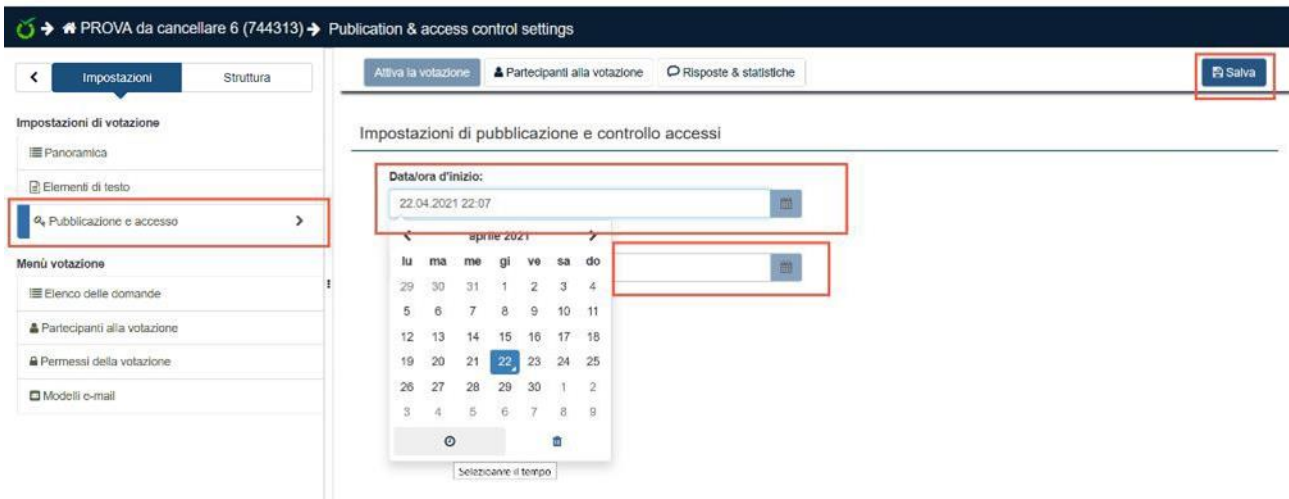 PROVA da cancellare 6 (744313) Publication & access control settings
Impostazioni Struttura
Attiva la votazione Partecipanti alla votazione Risposte & statistiche Salva
Impostazioni di votazione
Panoramica
Elementi di testo
Pubblicazione e accesso
Menù votazione
Elenco delle domande
Partecipanti alla votazione
Permessi della votazione
Modelli e-mail
Impostazioni di pubblicazione e controllo accessi
Data/ora d'inizio:
22.04.2021 22:07
aprile 2021
lu ma me gi ve sa do
29 30 31 1 2 3 4
5 6 7 8 9 10 11
12 13 14 15 16 17 18
19 20 21 22 23 24 25
26 27 28 29 30 1 2
3 4 5 6 7 8 9
Selezioanre il tempo